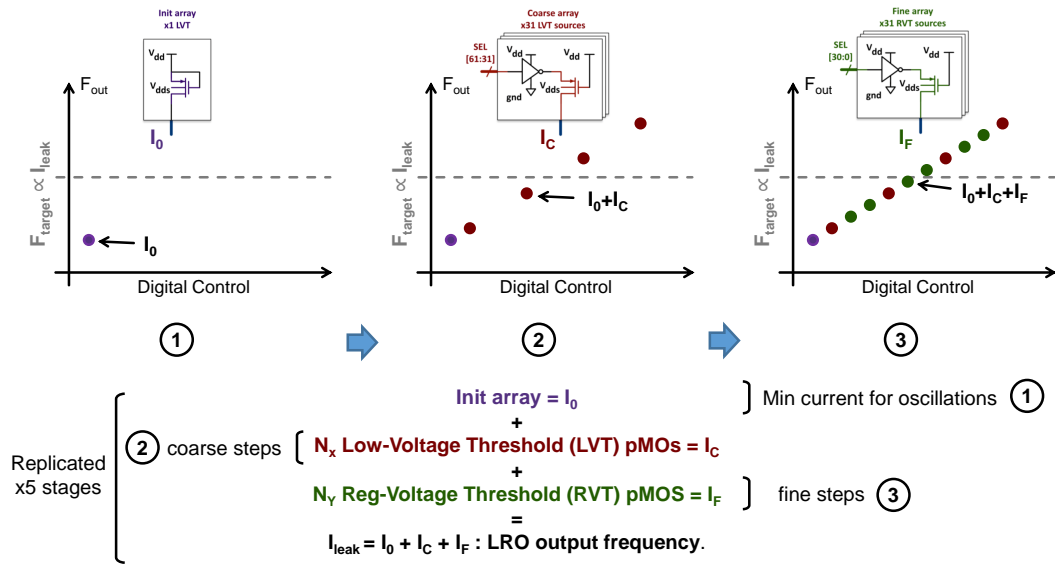 Init array
x1 LVT
Vdd
Vdds
I0
Fout
Ftarget ∝ Ileak
I0
Digital Control
Coarse array
x31 LVT sources
SEL
[61:31]
Vdd
Vdds
gnd
IC
Fout
Ftarget ∝ Ileak
I0+IC
Digital Control
Fine array
x31 RVT sources
SEL
[30:0]
Vdd
Vdds
gnd
IF
Fout
Ftarget ∝ Ileak
I0+IC+IF
Digital Control
1
2
3
Replicated
x5 stages
Init array = I0
Min current for oscillations 1
+
2 coarse steps
Nx Low-Voltage Threshold (LVT) pMOs = IC
+
NY Reg-Voltage Threshold (RVT) pMOS = IF
fine steps 3
=
Ileak = I0 + IC + IF : LRO output frequency.